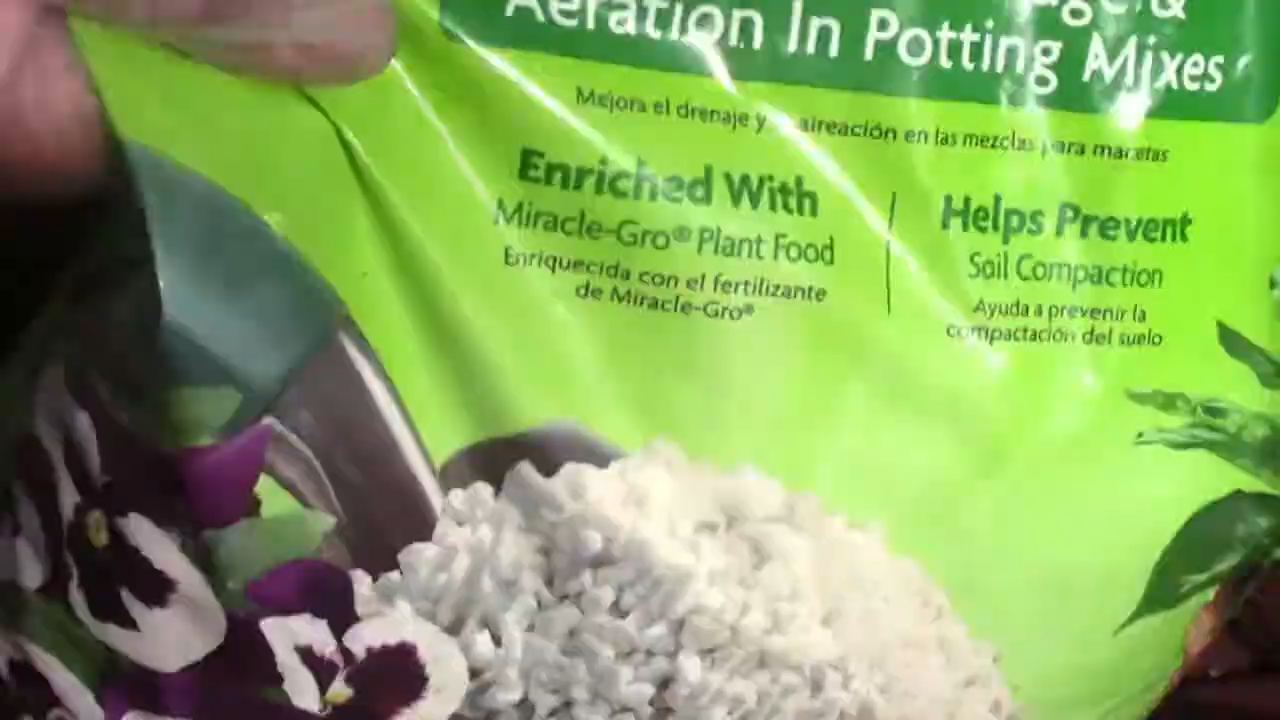 &
Aeration In Potting Mixes
Mejora el drenaje y aireación en las mezclas para macetas
Enriched With
Miracle-Gro® Plant Food
Enriquecida con el fertilizante
de Miracle-Gro®
Helps Prevent
Soil Compaction
Ayuda a prevenir la
compactación del suelo